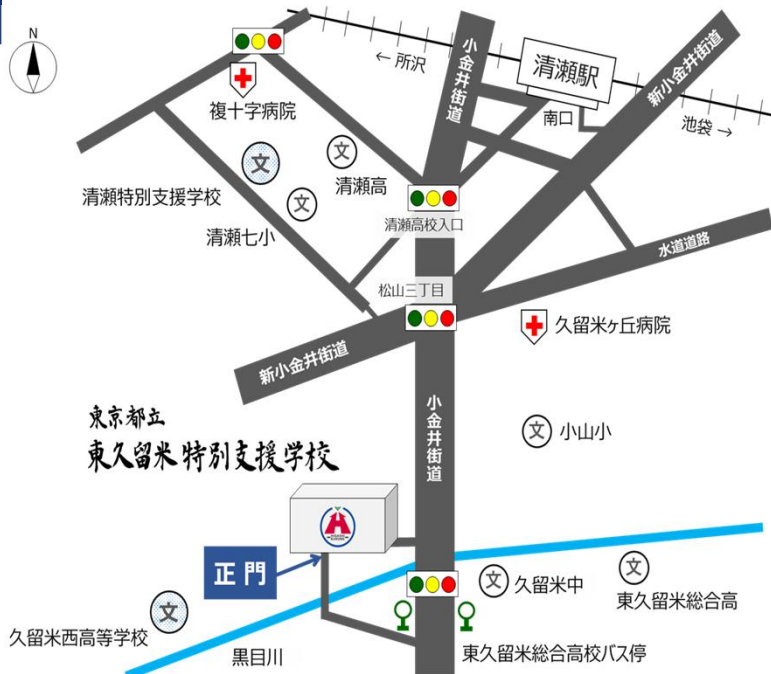 N
← 所沢
小金井街道
清瀬駅
新小金井街道
南口
池袋 →
複十字病院
文
清瀬高
文
清瀬特別支援学校
文
清瀬七小
清瀬高校入口
水道道路
松山三丁目
久留米ヶ丘病院
新小金井街道
小金井街道
文
小山小
東京都立
東久留米特別支援学校
正門
文
久留米中
文
東久留米総合高
文
久留米西高等学校
黒目川
東久留米総合高校バス停